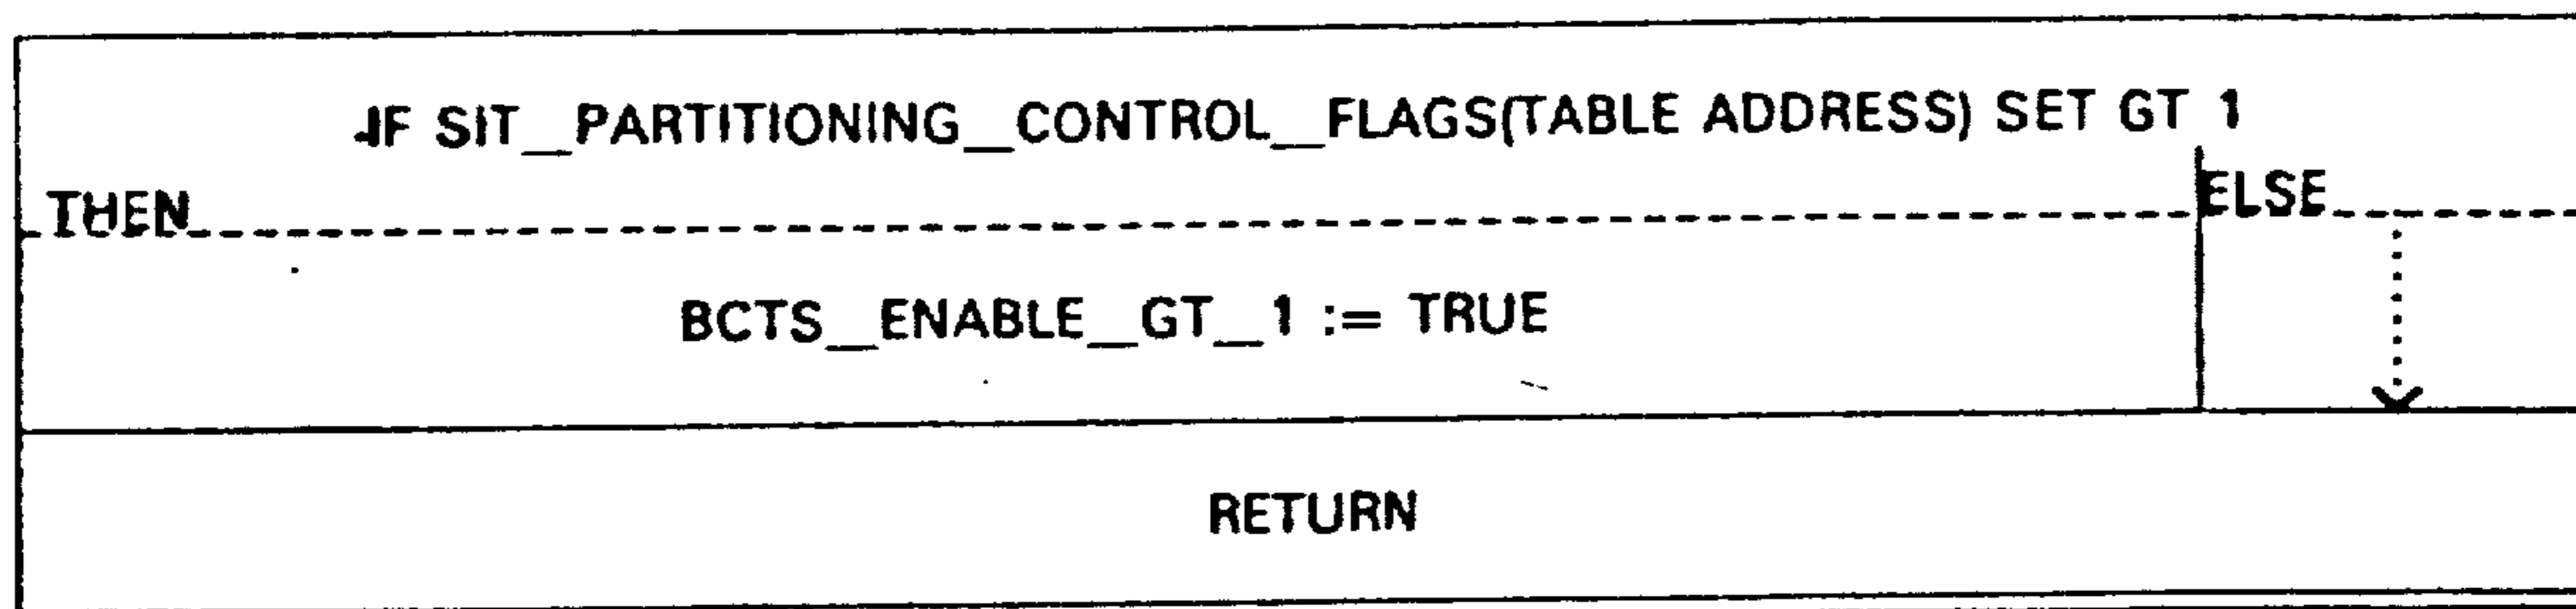 IF SIT_PARTITIONING_CONTROL_FLAGS(TABLE ADDRESS) SET GT 1
THEN ELSE
BCTS_ENABLE_GT_1 := TRUE
RETURN